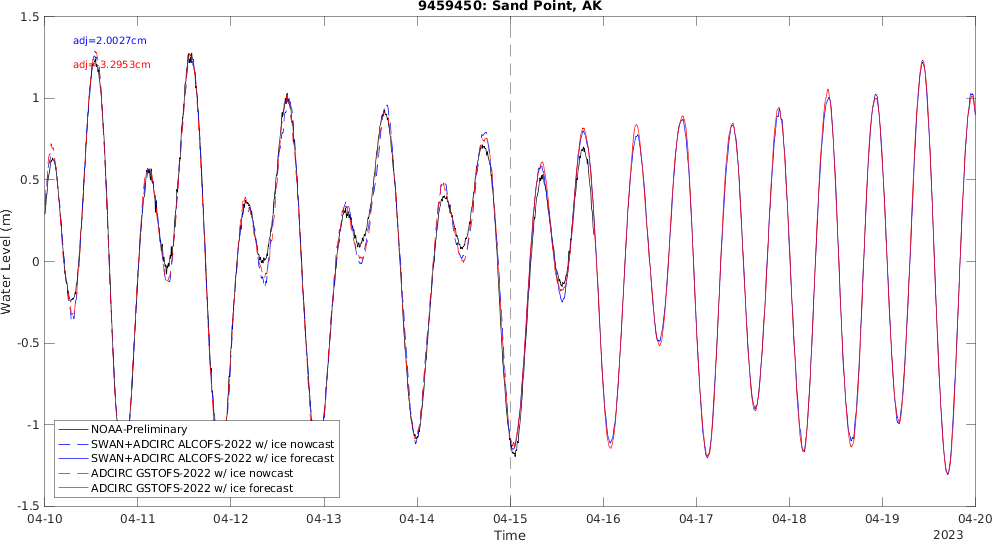 9459450: Sand Point, AK
adj=2.0027cm
adj=-3.2953cm
Water Level (m)
1.5
1
0.5
0
-0.5
-1
-1.5
NOAA-Preliminary
SWAN+ADCIRC ALCOFS-2022 w/ ice nowcast
SWAN+ADCIRC ALCOFS-2022 w/ ice forecast
ADCIRC GSTOFS-2022 w/ ice nowcast
ADCIRC GSTOFS-2022 w/ ice forecast
04-10 04-11 04-12 04-13 04-14 04-15 04-16 04-17 04-18 04-19 04-20
Time
2023